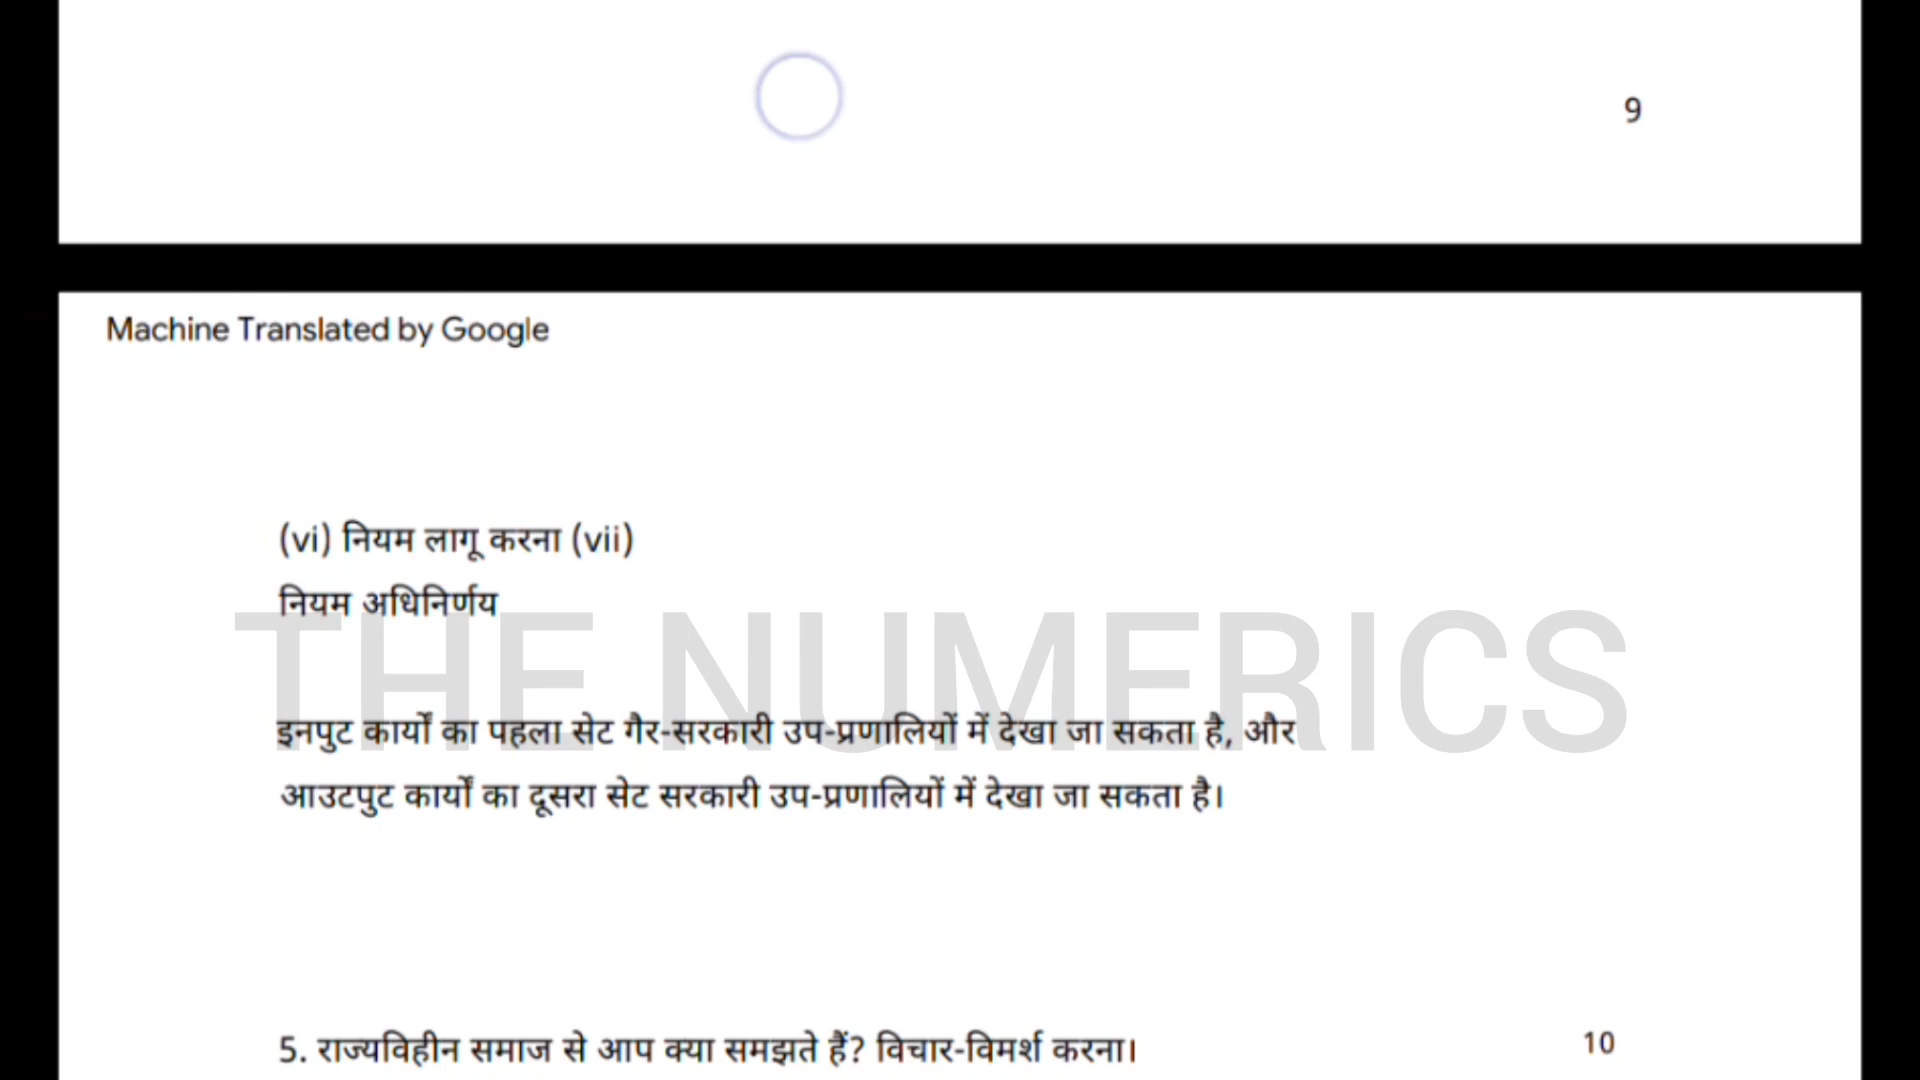 9
Machine Translated by Google
(vi) नियम लागू करना (vii)
नियम अधिनिर्णय
THE NUMERICS
इनपुट कार्यों का पहला सेट गैर-सरकारी उप-प्रणालियों में देखा जा सकता है, और
आउटपुट कार्यों का दूसरा सेट सरकारी उप-प्रणालियों में देखा जा सकता है।
5. राज्यविहीन समाज से आप क्या समझते हैं? विचार-विमर्श करना। 10